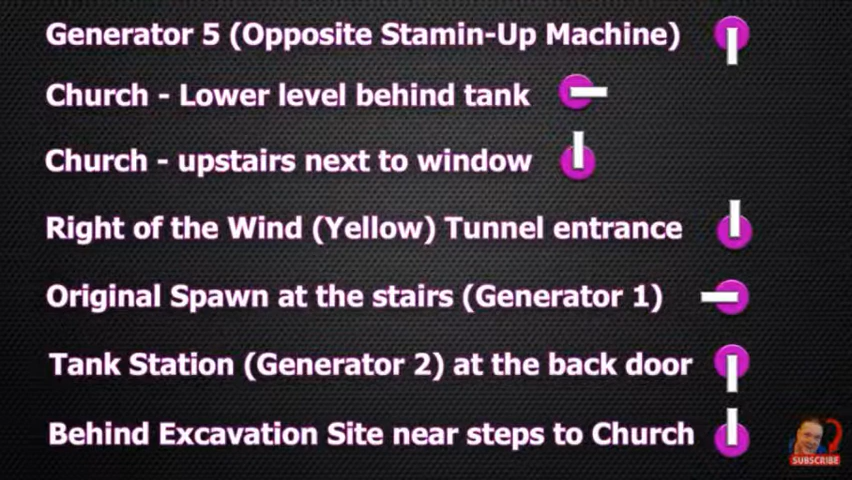 Generator 5 (Opposite Stamin-Up Machine)
Church - Lower level behind tank
Church - upstairs next to window
Right of the Wind (Yellow) Tunnel entrance
Original Spawn at the stairs (Generator 1)
Tank Station (Generator 2) at the back door
Behind Excavation Site near steps to Church
SUBSCRIBE